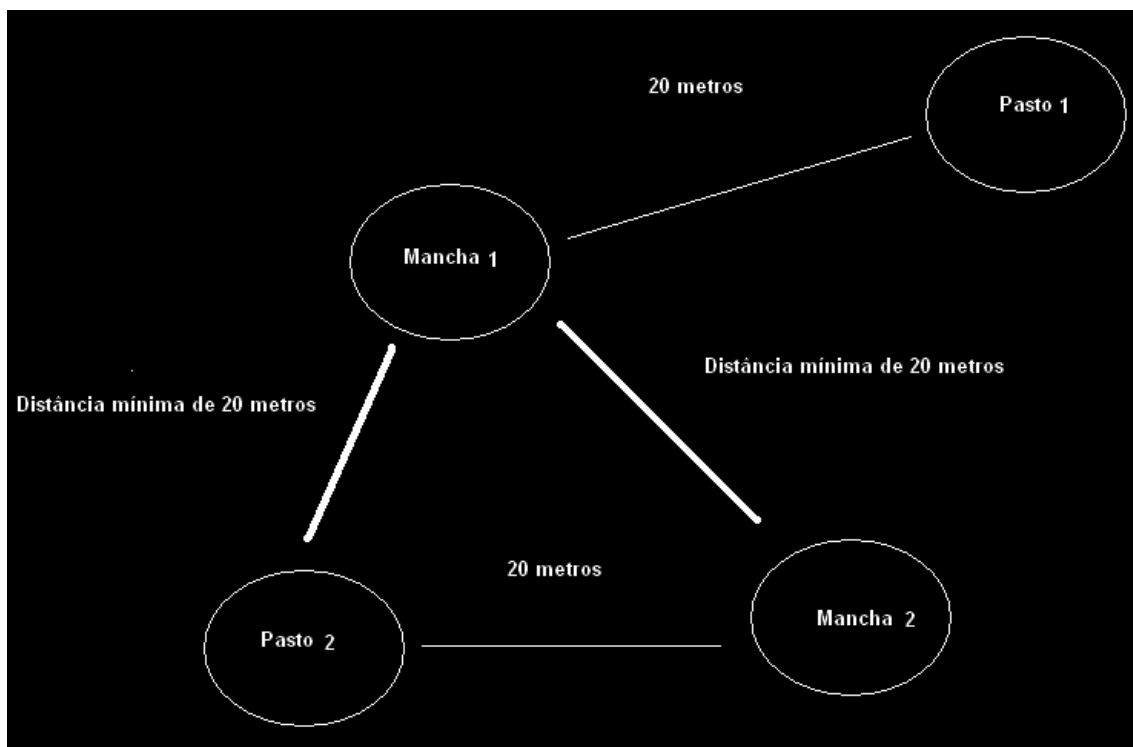 20 metros
Pasto 1
Mancha 1
Distância mínima de 20 metros
Distância mínima de 20 metros
20 metros
Mancha 2
Pasto 2